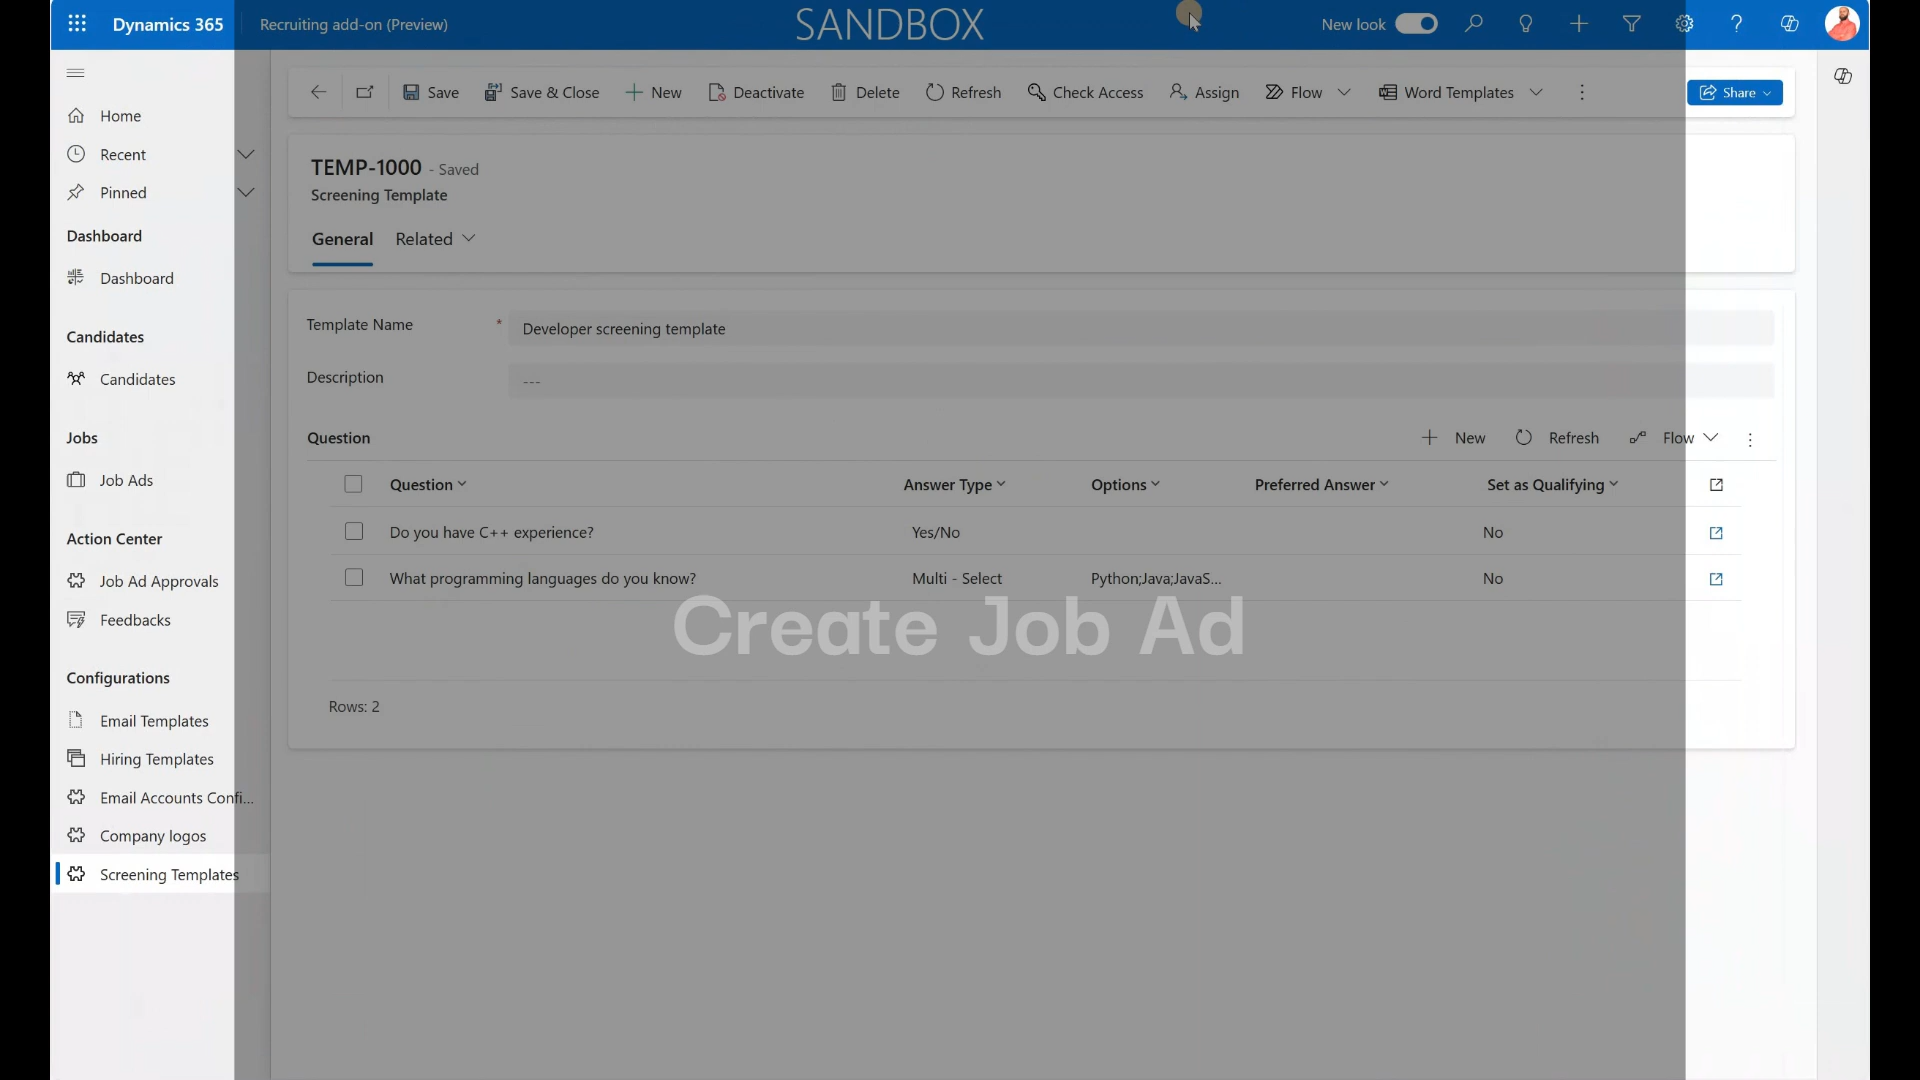 Dynamics 365
Recruiting add-on (Preview)
SANDBOX
New look
Save
Save & Close
New
Deactivate
Delete
Refresh
Check Access
Assign
Flow
Word Templates
Share
Home
Recent
Pinned
Dashboard
Dashboard
Candidates
Candidates
Jobs
Job Ads
Action Center
Job Ad Approvals
Feedbacks
Configurations
Email Templates
Hiring Templates
Email Accounts Confi...
Company logos
Screening Templates
TEMP-1000 - Saved
Screening Template
General Related
Template Name * Developer screening template
Description ---
Question
New Refresh Flow
Question Answer Type Options Preferred Answer Set as Qualifying
Do you have C++ experience? Yes/No No
What programming languages do you know? Multi - Select Python;Java;JavaS... No
Create Job Ad
Rows: 2